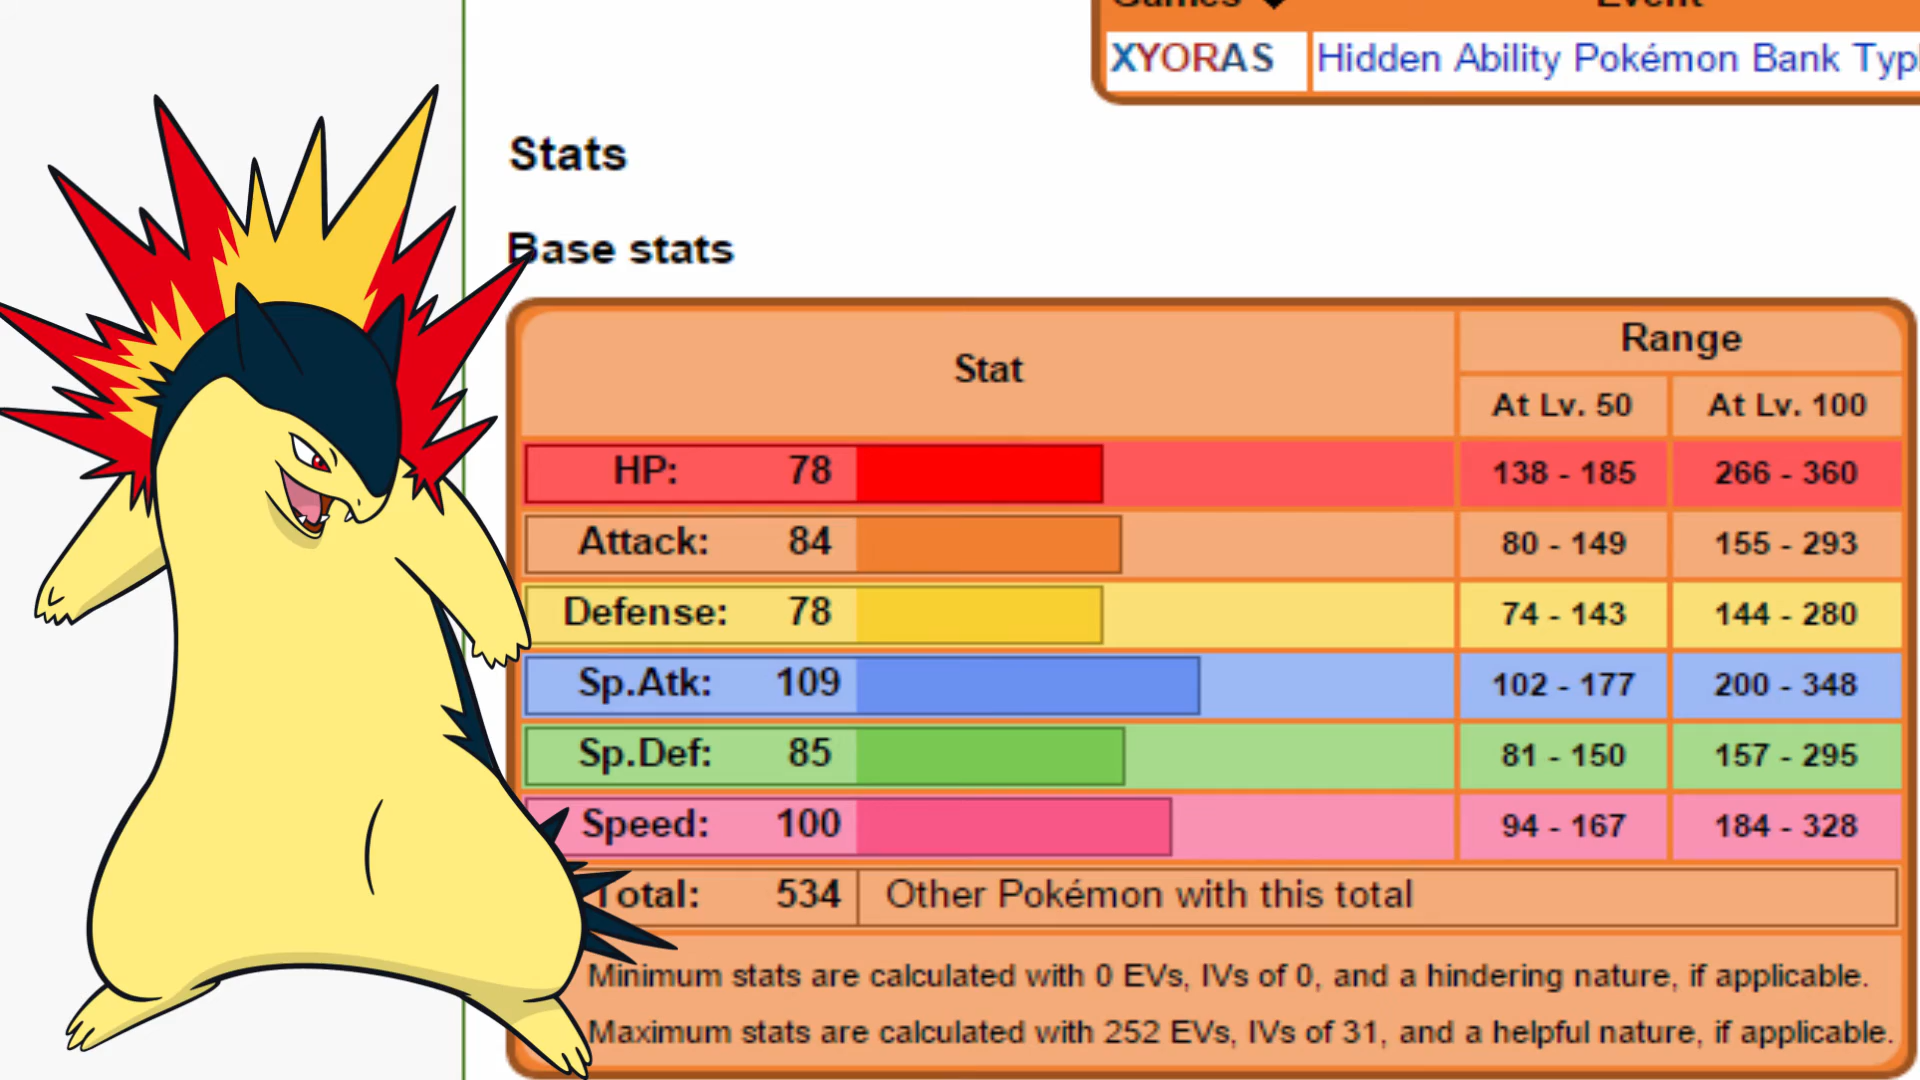 Games Event
XYORAS Hidden Ability Pokémon Bank Typl
Stats
Base stats
Stat Range
At Lv. 50 At Lv. 100
HP: 78 138 - 185 266 - 360
Attack: 84 80 - 149 155 - 293
Defense: 78 74 - 143 144 - 280
Sp.Atk: 109 102 - 177 200 - 348
Sp.Def: 85 81 - 150 157 - 295
Speed: 100 94 - 167 184 - 328
Total: 534 Other Pokémon with this total
Minimum stats are calculated with 0 EVs, IVs of 0, and a hindering nature, if applicable.
Maximum stats are calculated with 252 EVs, IVs of 31, and a helpful nature, if applicable.